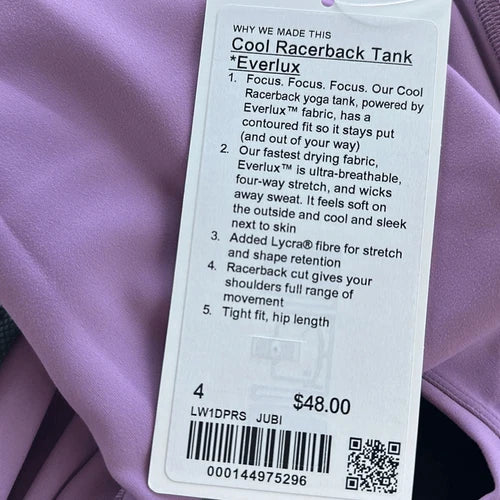 WHY WE MADE THIS
Cool Racerback Tank
*Everlux
1. Focus. Focus. Focus. Our Cool
Racerback yoga tank, powered by
Everlux™ fabric, has a
contoured fit so it stays put
(and out of your way)
2. Our fastest drying fabric,
Everlux™ is ultra-breathable,
four-way stretch, and wicks
away sweat. It feels soft on
the outside and cool and sleek
next to skin
3. Added Lycra® fibre for stretch
and shape retention
4. Racerback cut gives your
shoulders full range of
movement
5. Tight fit, hip length
4 $48.00
LW1DPRS JUBI
000144975296